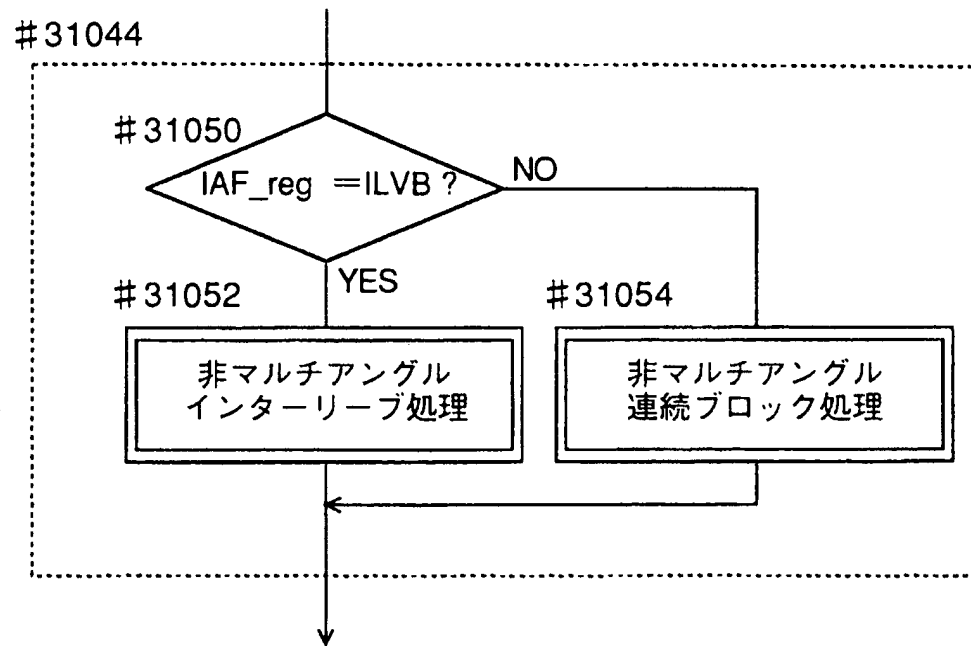 #31044
#31050
IAF_reg =ILVB ?
NO
YES
#31052
#31054
非マルチアングル
インターリーブ処理
非マルチアングル
連続ブロック処理